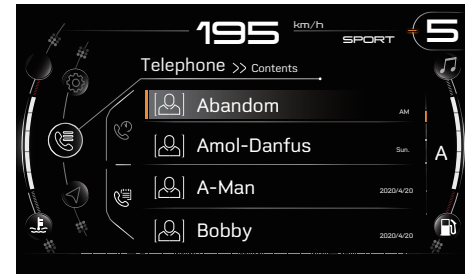 195 km/h SPORT 5
Telephone >> Contents
Abandom AM
Amol-Danfus Sun.
A
A-Man 2020/4/20
Bobby 2020/4/20